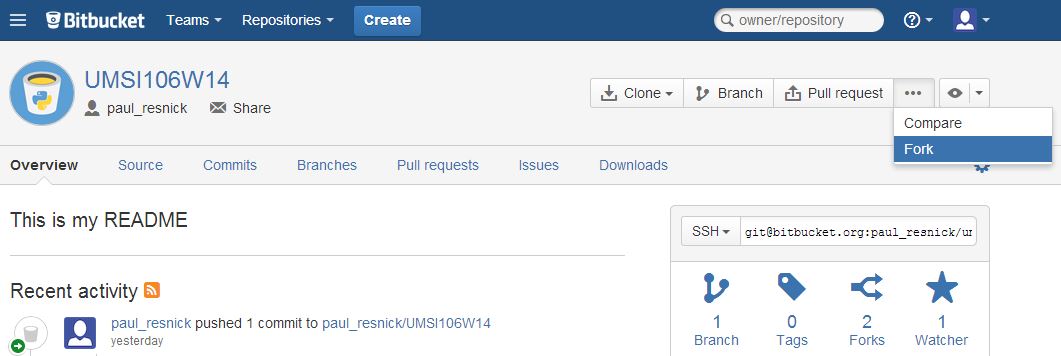 Bitbucket Teams Repositories Create owner/repository
UMSI106W14
paul_resnick Share
Clone Branch Pull request
Compare
Fork
Overview Source Commits Branches Pull requests Issues Downloads
This is my README
SSH git@bitbucket.org:paul_resnick/um
Recent activity
paul_resnick pushed 1 commit to paul_resnick/UMSI106W14
yesterday
1 0 2 1
Branch Tags Forks Watcher